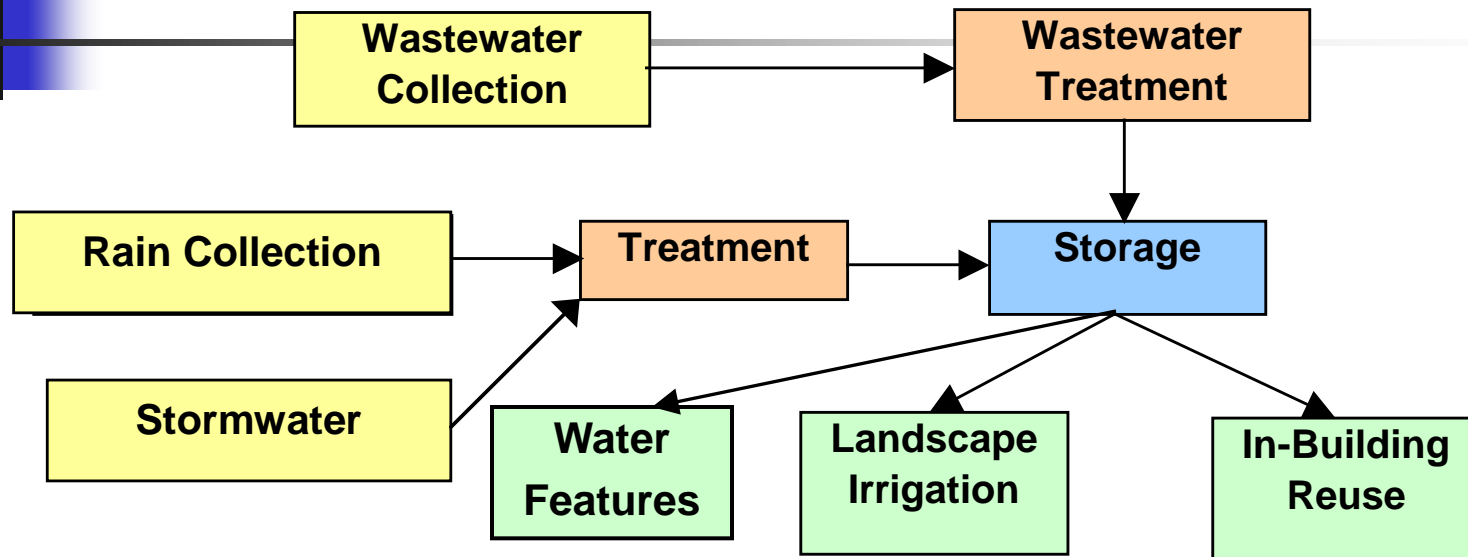 Wastewater
Collection
Wastewater
Treatment
Rain Collection
Treatment
Storage
Stormwater
Water
Features
Landscape
Irrigation
In-Building
Reuse